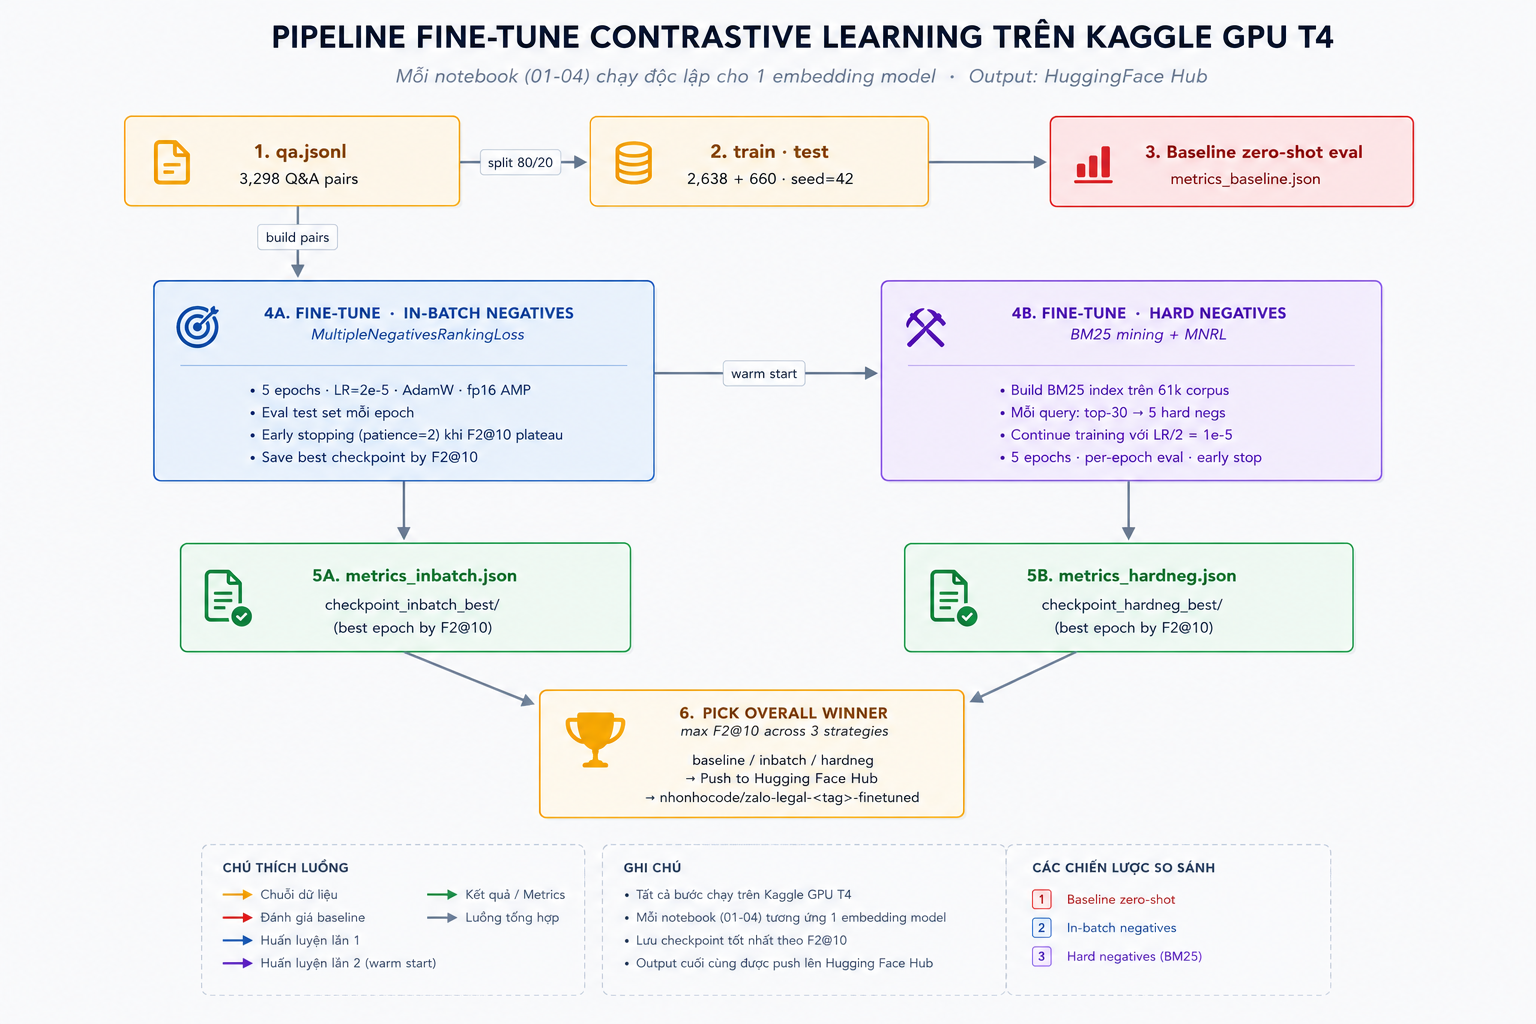 PIPELINE FINE-TUNE CONTRASTIVE LEARNING TRÊN KAGGLE GPU T4
Mỗi notebook (01-04) chạy độc lập cho 1 embedding model · Output: HuggingFace Hub
1. qa.jsonl
3,298 Q&A pairs
split 80/20
2. train · test
2,638 + 660 · seed=42
3. Baseline zero-shot eval
metrics_baseline.json
build pairs
4A. FINE-TUNE · IN-BATCH NEGATIVES
MultipleNegativesRankingLoss
• 5 epochs · LR=2e-5 · AdamW · fp16 AMP
• Eval test set mỗi epoch
• Early stopping (patience=2) khi F2@10 plateau
• Save best checkpoint by F2@10
warm start
4B. FINE-TUNE · HARD NEGATIVES
BM25 mining + MNRL
• Build BM25 index trên 61k corpus
• Mỗi query: top-30 → 5 hard negs
• Continue training với LR/2 = 1e-5
• 5 epochs · per-epoch eval · early stop
5A. metrics_inbatch.json
checkpoint_inbatch_best/
(best epoch by F2@10)
5B. metrics_hardneg.json
checkpoint_hardneg_best/
(best epoch by F2@10)
6. PICK OVERALL WINNER
max F2@10 across 3 strategies
baseline / inbatch / hardneg
→ Push to Hugging Face Hub
→ nhonhocode/zalo-legal-<tag>-finetuned
CHÚ THÍCH LUỒNG
Chuỗi dữ liệu
Đánh giá baseline
Huấn luyện lần 1
Huấn luyện lần 2 (warm start)
Kết quả / Metrics
Luồng tổng hợp
GHI CHÚ
• Tất cả bước chạy trên Kaggle GPU T4
• Mỗi notebook (01-04) tương ứng 1 embedding model
• Lưu checkpoint tốt nhất theo F2@10
• Output cuối cùng được push lên Hugging Face Hub
CÁC CHIẾN LƯỢC SO SÁNH
1 Baseline zero-shot
2 In-batch negatives
3 Hard negatives (BM25)